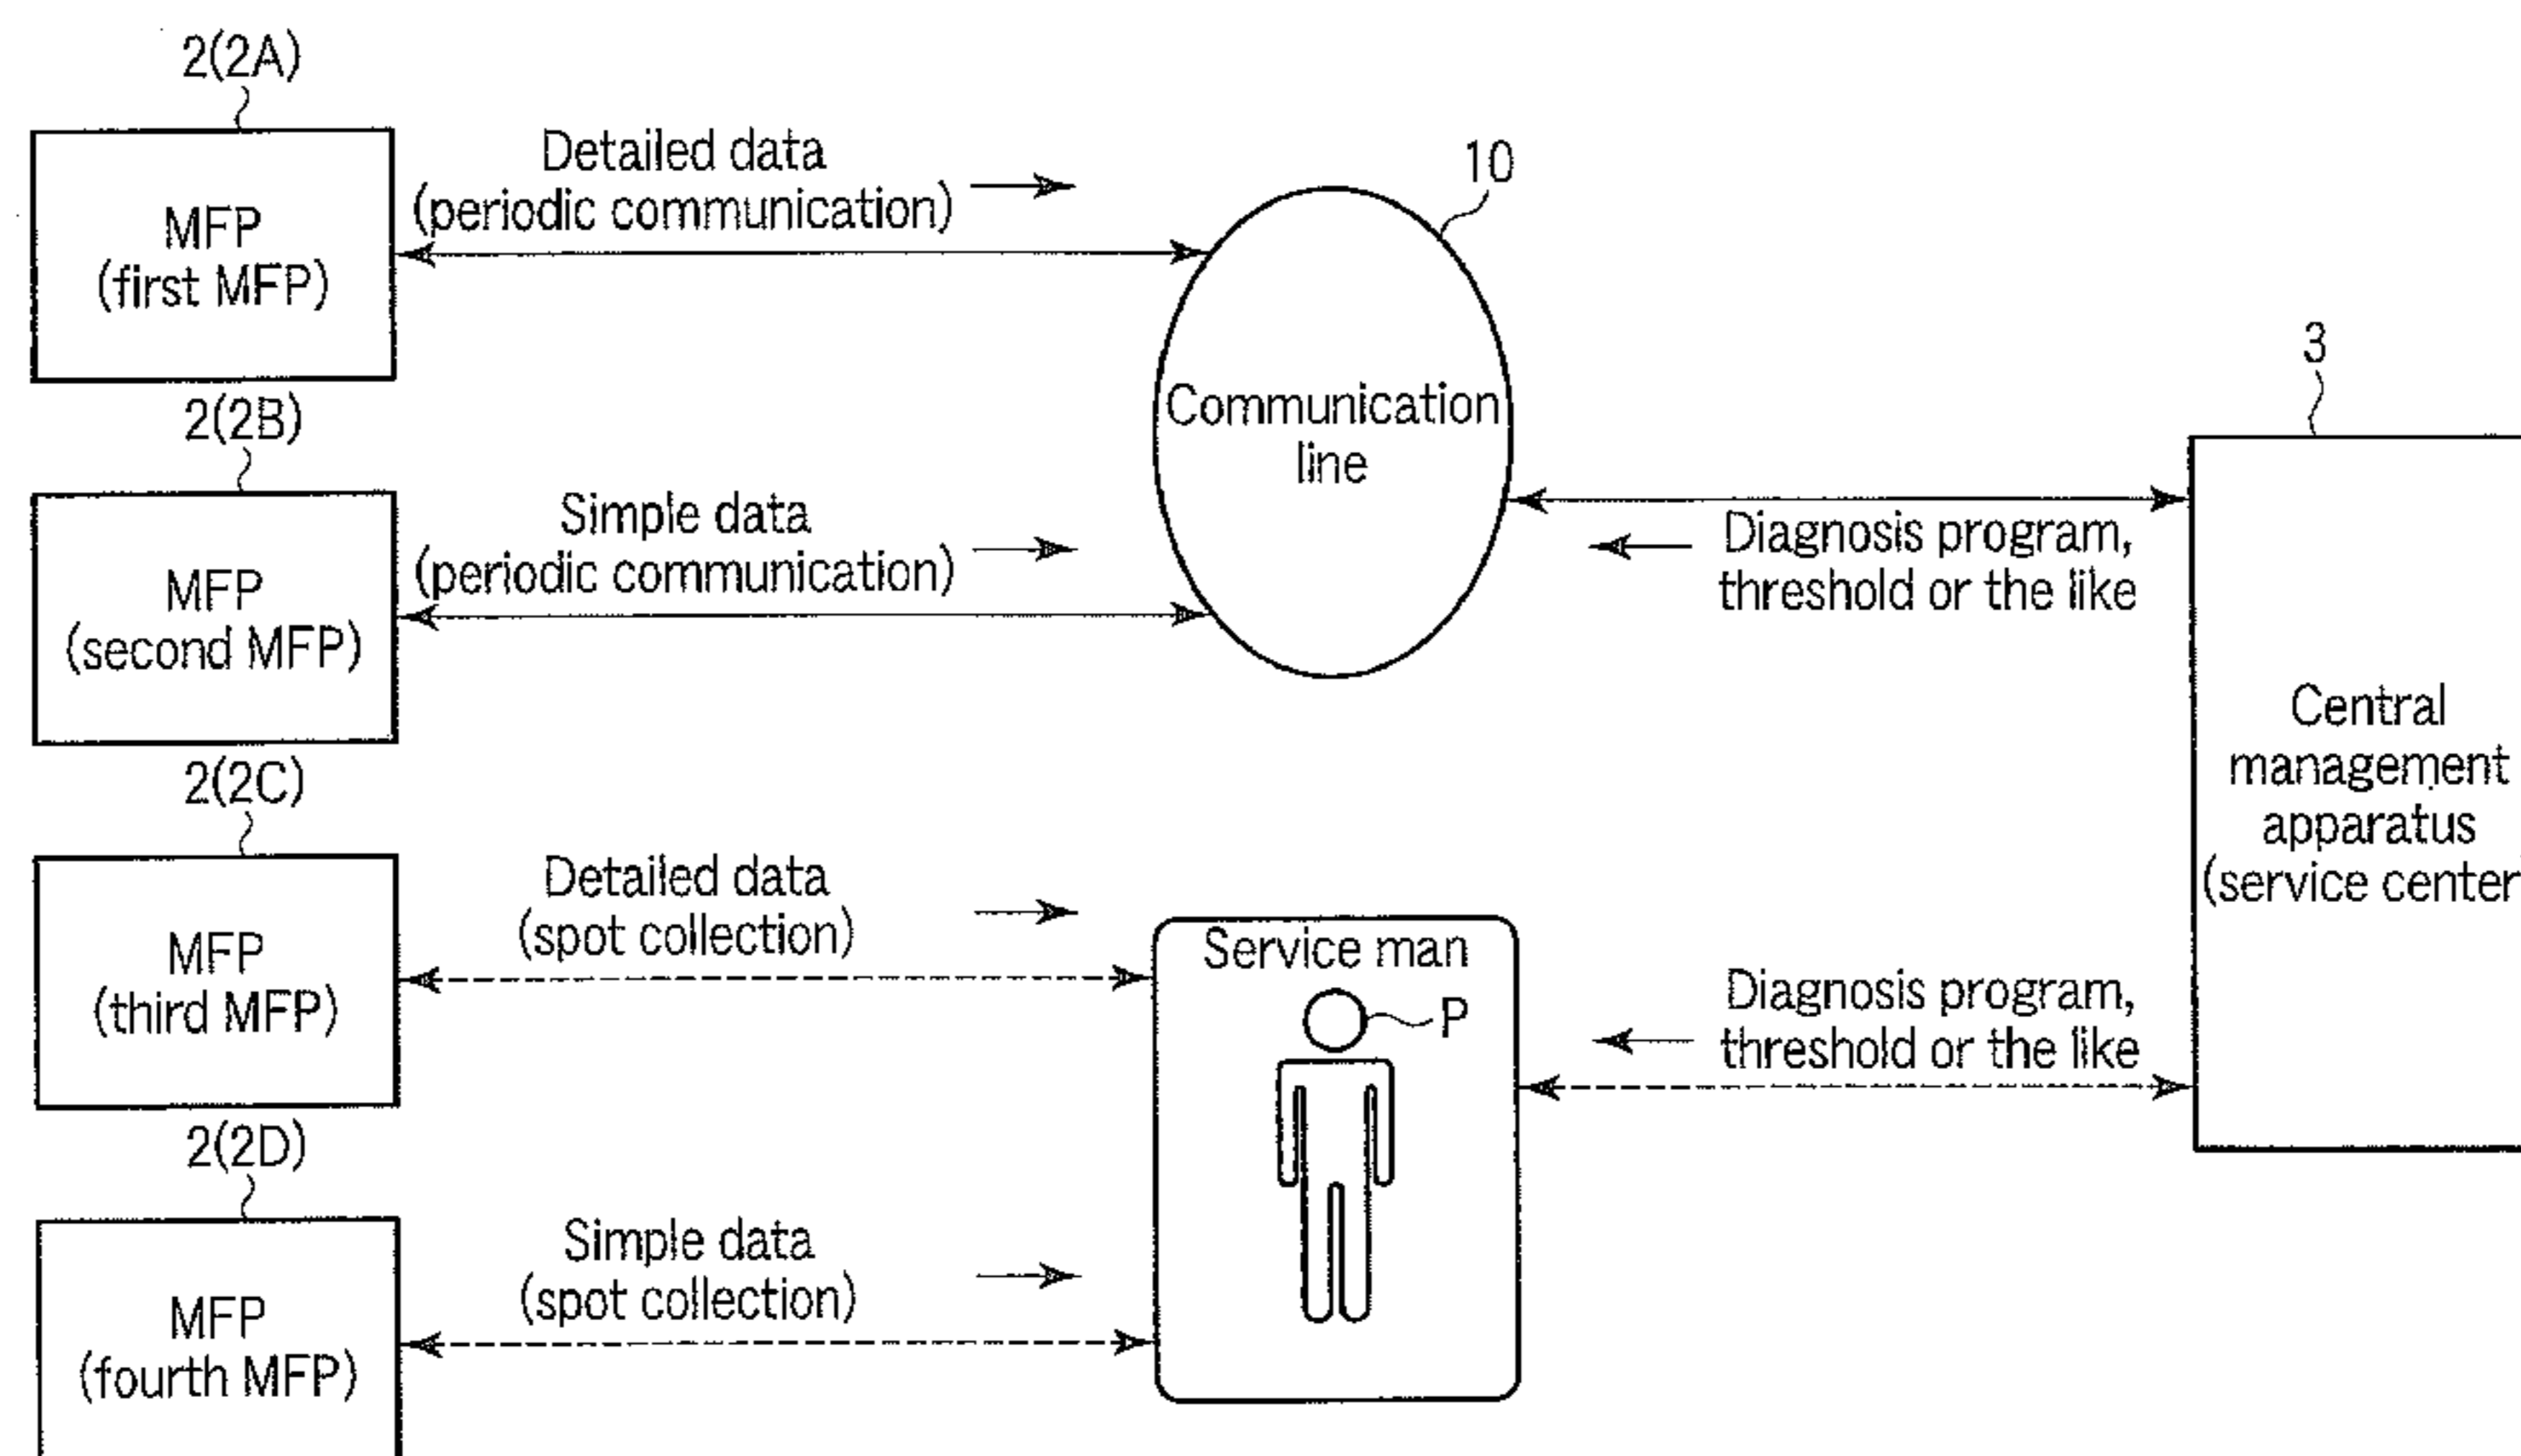 2(2A)
MFP
(first MFP)
Detailed data
(periodic communication)
2(2B)
MFP
(second MFP)
Simple data
(periodic communication)
2(2C)
MFP
(third MFP)
Detailed data
(spot collection)
2(2D)
MFP
(fourth MFP)
Simple data
(spot collection)
10
Communication
line
Service man
P
Diagnosis program,
threshold or the like
Diagnosis program,
threshold or the like
3
Central
management
apparatus
(service center